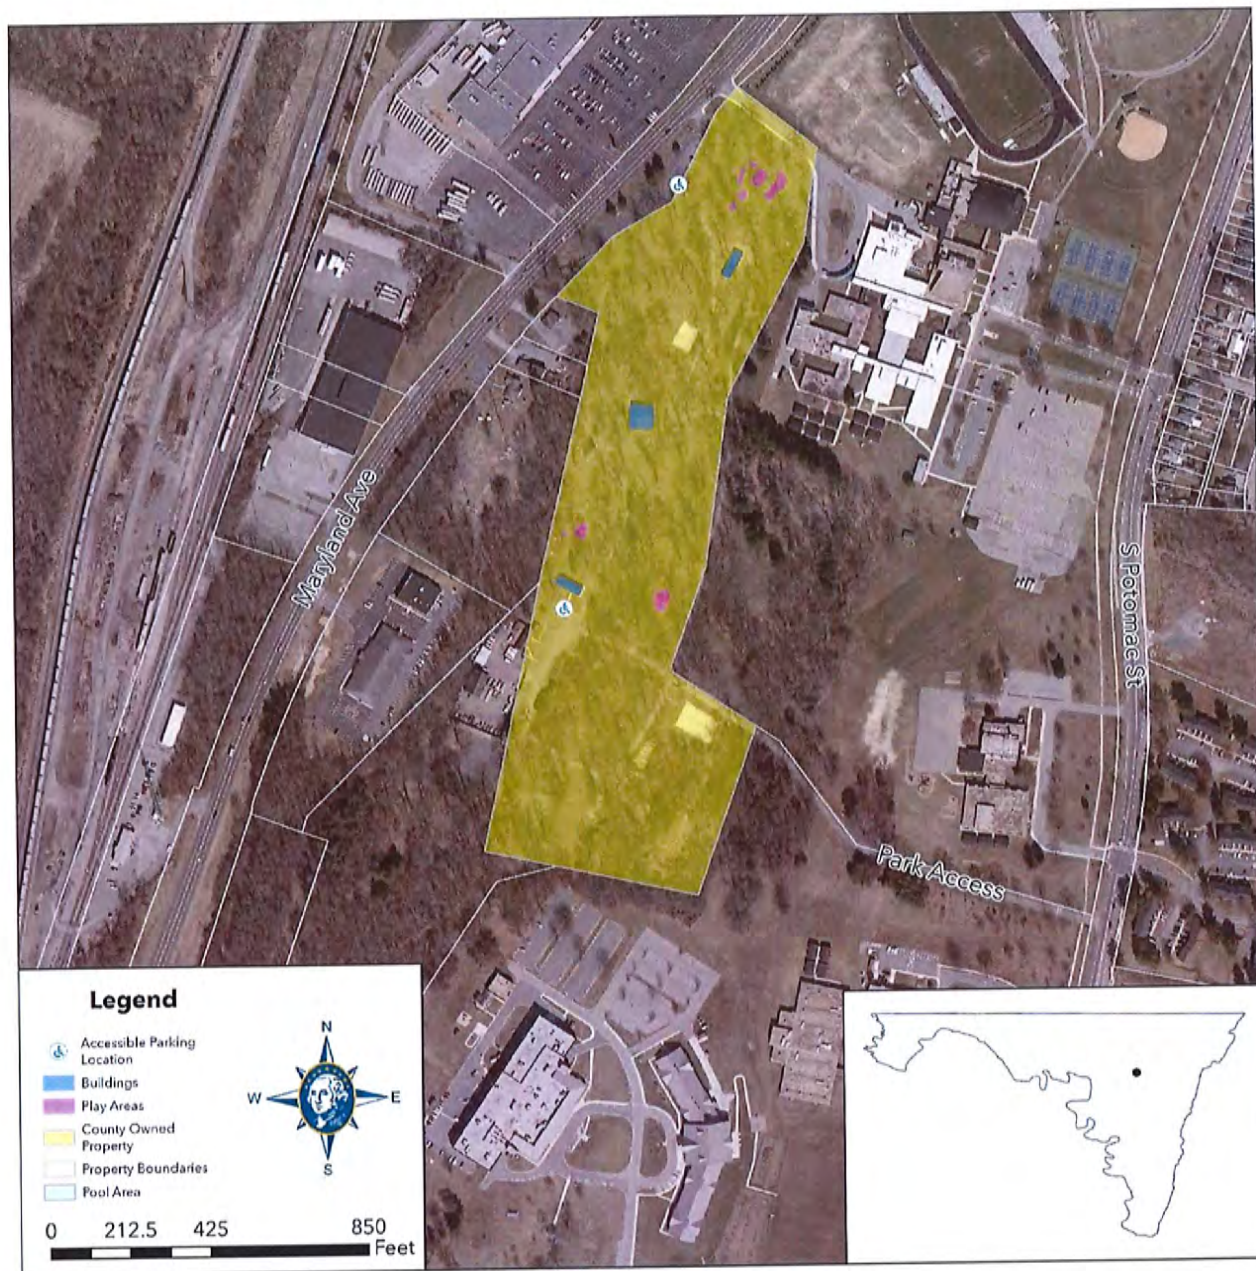 Maryland Ave
S Potomac St
Park Access
Legend
Accessible Parking
Location
Buildings
Play Areas
County Owned
Property
Property Boundaries
Pool Area
N
W
E
S
0 212.5 425 850
Feet